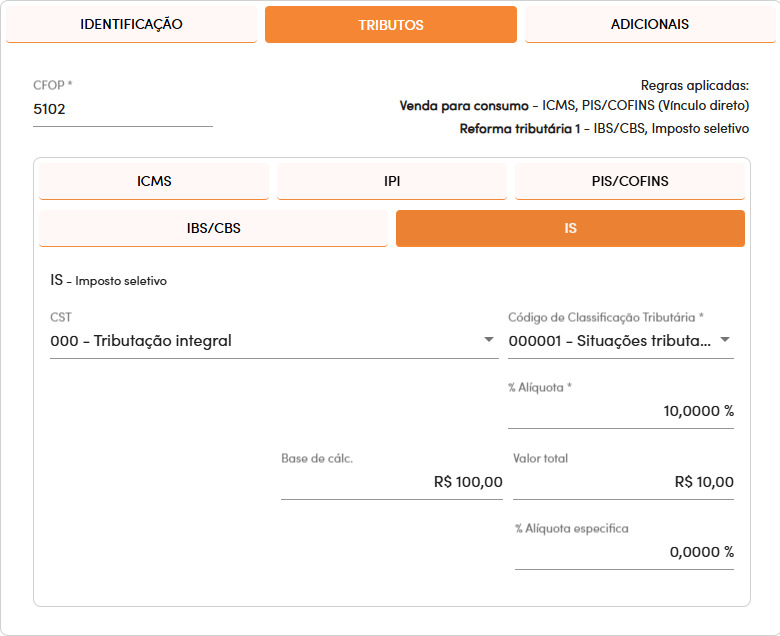 IDENTIFICAÇÃO
TRIBUTOS
ADICIONAIS
CFOP *
5102
Regras aplicadas:
Venda para consumo - ICMS, PIS/COFINS (Vínculo direto)
Reforma tributária 1 - IBS/CBS, Imposto seletivo
ICMS
IPI
PIS/COFINS
IBS/CBS
IS
IS - Imposto seletivo
CST
000 - Tributação integral
Código de Classificação Tributária *
000001 - Situações tributa...
% Alíquota *
10,0000 %
Base de cálc.
R$ 100,00
Valor total
R$ 10,00
% Alíquota especifica
0,0000 %